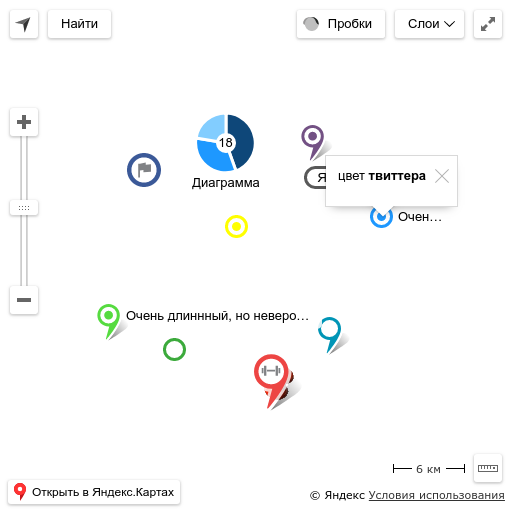 Найти
Пробки
Слои
18
Диаграмма
Я
цвет твиттера
Очен…
Очень длиннный, но неверо…
6 км
Открыть в Яндекс.Картах
© Яндекс Условия использования